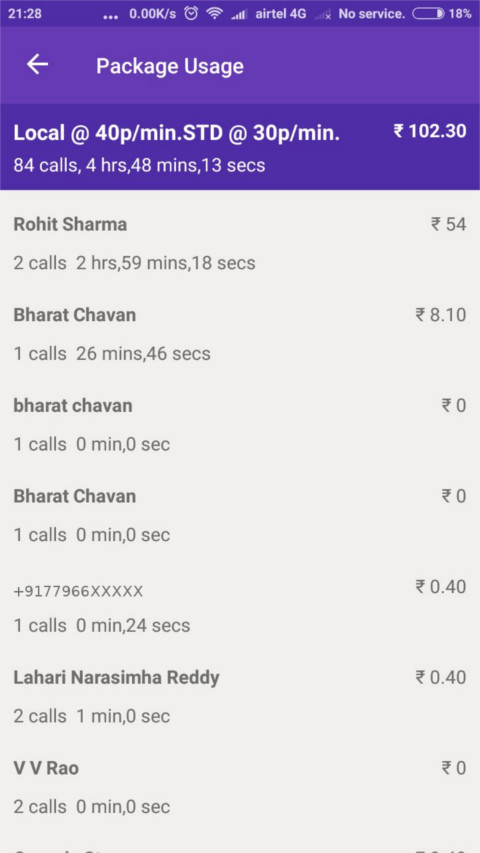 21:28 ... 0.00K/s airtel 4G No service. 18%
Package Usage
Local @ 40p/min.STD @ 30p/min. ₹ 102.30
84 calls, 4 hrs,48 mins,13 secs
Rohit Sharma ₹ 54
2 calls 2 hrs,59 mins,18 secs
Bharat Chavan ₹ 8.10
1 calls 26 mins,46 secs
bharat chavan ₹ 0
1 calls 0 min,0 sec
Bharat Chavan ₹ 0
1 calls 0 min,0 sec
+9177966XXXXX ₹ 0.40
1 calls 0 min,24 secs
Lahari Narasimha Reddy ₹ 0.40
2 calls 1 min,0 sec
V V Rao ₹ 0
2 calls 0 min,0 sec